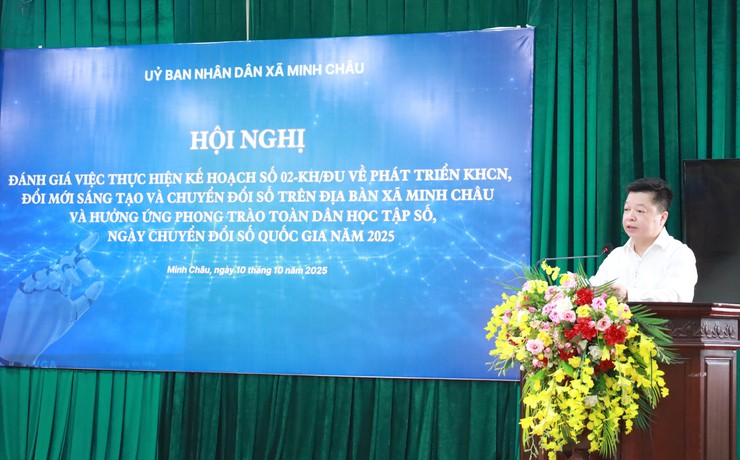 UỶ BAN NHÂN DÂN XÃ MINH CHÂU
HỘI NGHỊ
ĐÁNH GIÁ VIỆC THỰC HIỆN KẾ HOẠCH SỐ 02-KH/ĐU VỀ PHÁT TRIỂN KHCN,
ĐỔI MỚI SÁNG TẠO VÀ CHUYỂN ĐỔI SỐ TRÊN ĐỊA BÀN XÃ MINH CHÂU
VÀ HƯỞNG ỨNG PHONG TRÀO TOÀN DÂN HỌC TẬP SỐ,
NGÀY CHUYỂN ĐỔI SỐ QUỐC GIA NĂM 2025
Minh Châu, ngày 10 tháng 10 năm 2025